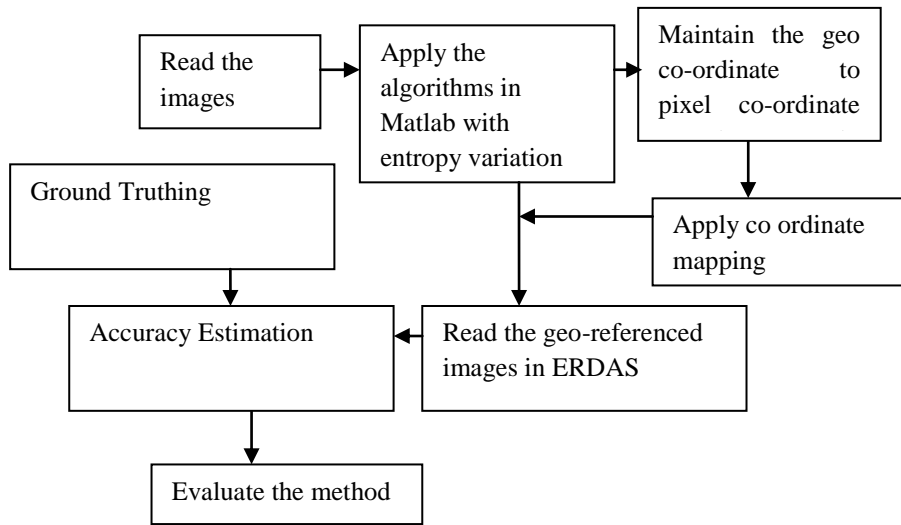 Read the
images
Apply the
algorithms in
Matlab with
entropy variation
Maintain the geo
co-ordinate to
pixel co-ordinate
Ground Truthing
Apply co ordinate
mapping
Accuracy Estimation
Read the geo-referenced
images in ERDAS
Evaluate the method